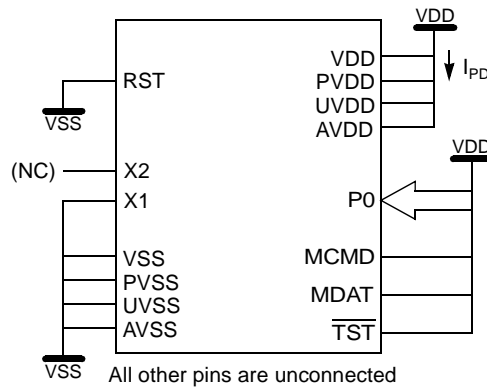 VDD
VDD
PVDD
UVDD
AVDD
I_PD
RST
VSS
VDD
(NC)
X2
X1
P0
VSS
PVSS
UVSS
AVSS
MCMD
MDAT
TST
VSS
All other pins are unconnected